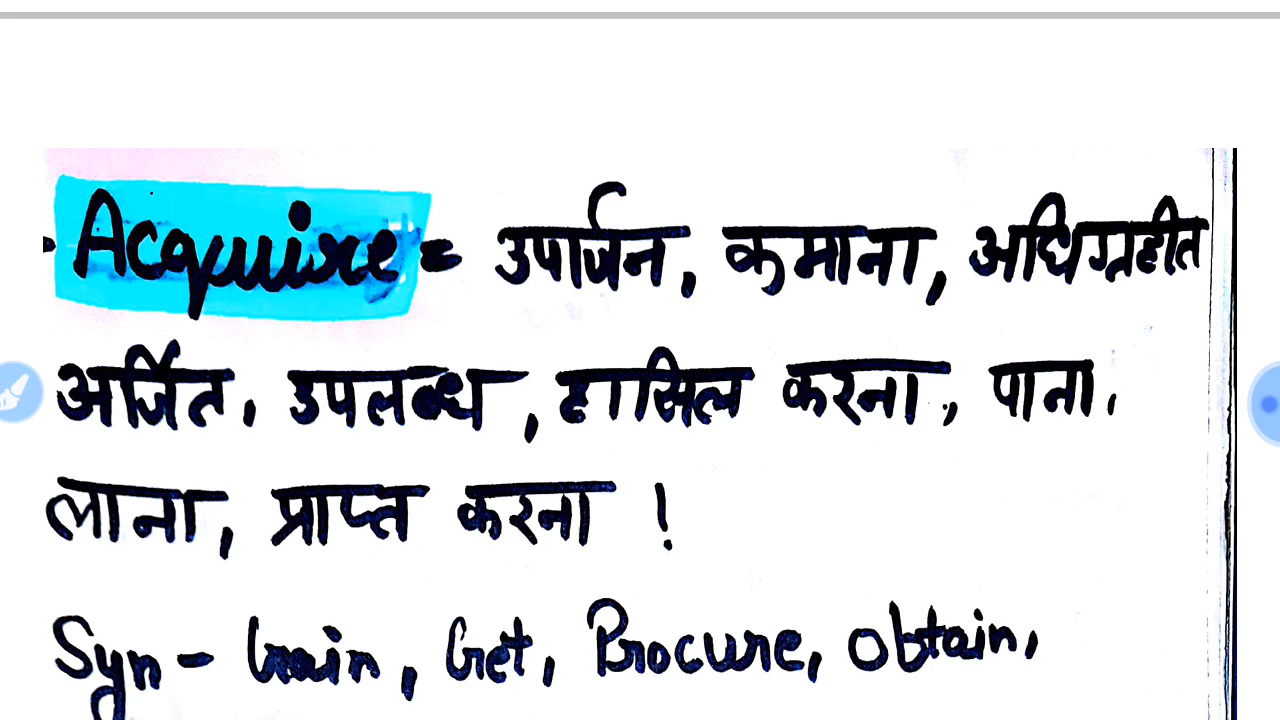 Acquire = उपार्जन, कमाना, अधिग्रहीत
अर्जित, उपलब्ध, हासिल करना, पाना,
लाना, प्राप्त करना !
Syn - Gain, Get, Procure, Obtain,